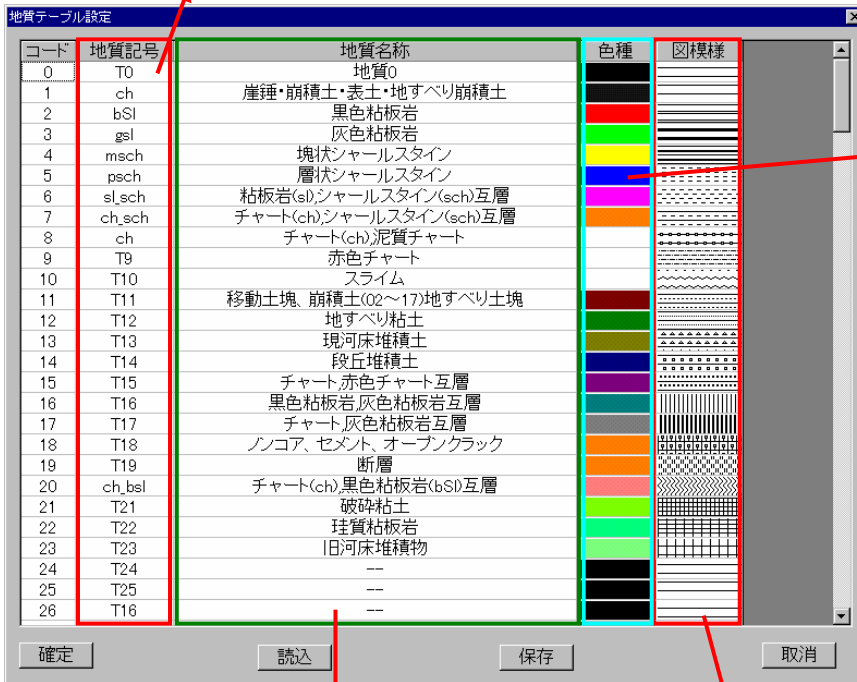 地質テーブル設定
コード 地質記号 地質名称 色種 図模様
0 T0 地質0
1 ch 崖錘・崩積土・表土・地すべり崩積土
2 bSl 黒色粘板岩
3 gsl 灰色粘板岩
4 msch 塊状シャールスタイン
5 psch 層状シャールスタイン
6 sl_sch 粘板岩(sl),シャールスタイン(sch)互層
7 ch_sch チャート(ch),シャールスタイン(sch)互層
8 ch チャート(ch),泥質チャート
9 T9 赤色チャート
10 T10 スライム
11 T11 移動土塊、崩積土(02～17)地すべり土塊
12 T12 地すべり粘土
13 T13 現河床堆積土
14 T14 段丘堆積土
15 T15 チャート,赤色チャート互層
16 T16 黒色粘板岩,灰色粘板岩互層
17 T17 チャート,灰色粘板岩互層
18 T18 ノンコア、セメント、オープンクラック
19 T19 断層
20 ch_bsl チャート(ch),黒色粘板岩(bSl)互層
21 T21 破砕粘土
22 T22 珪質粘板岩
23 T23 旧河床堆積物
24 T24 --
25 T25 --
26 T16 --
確定 読込 保存 取消